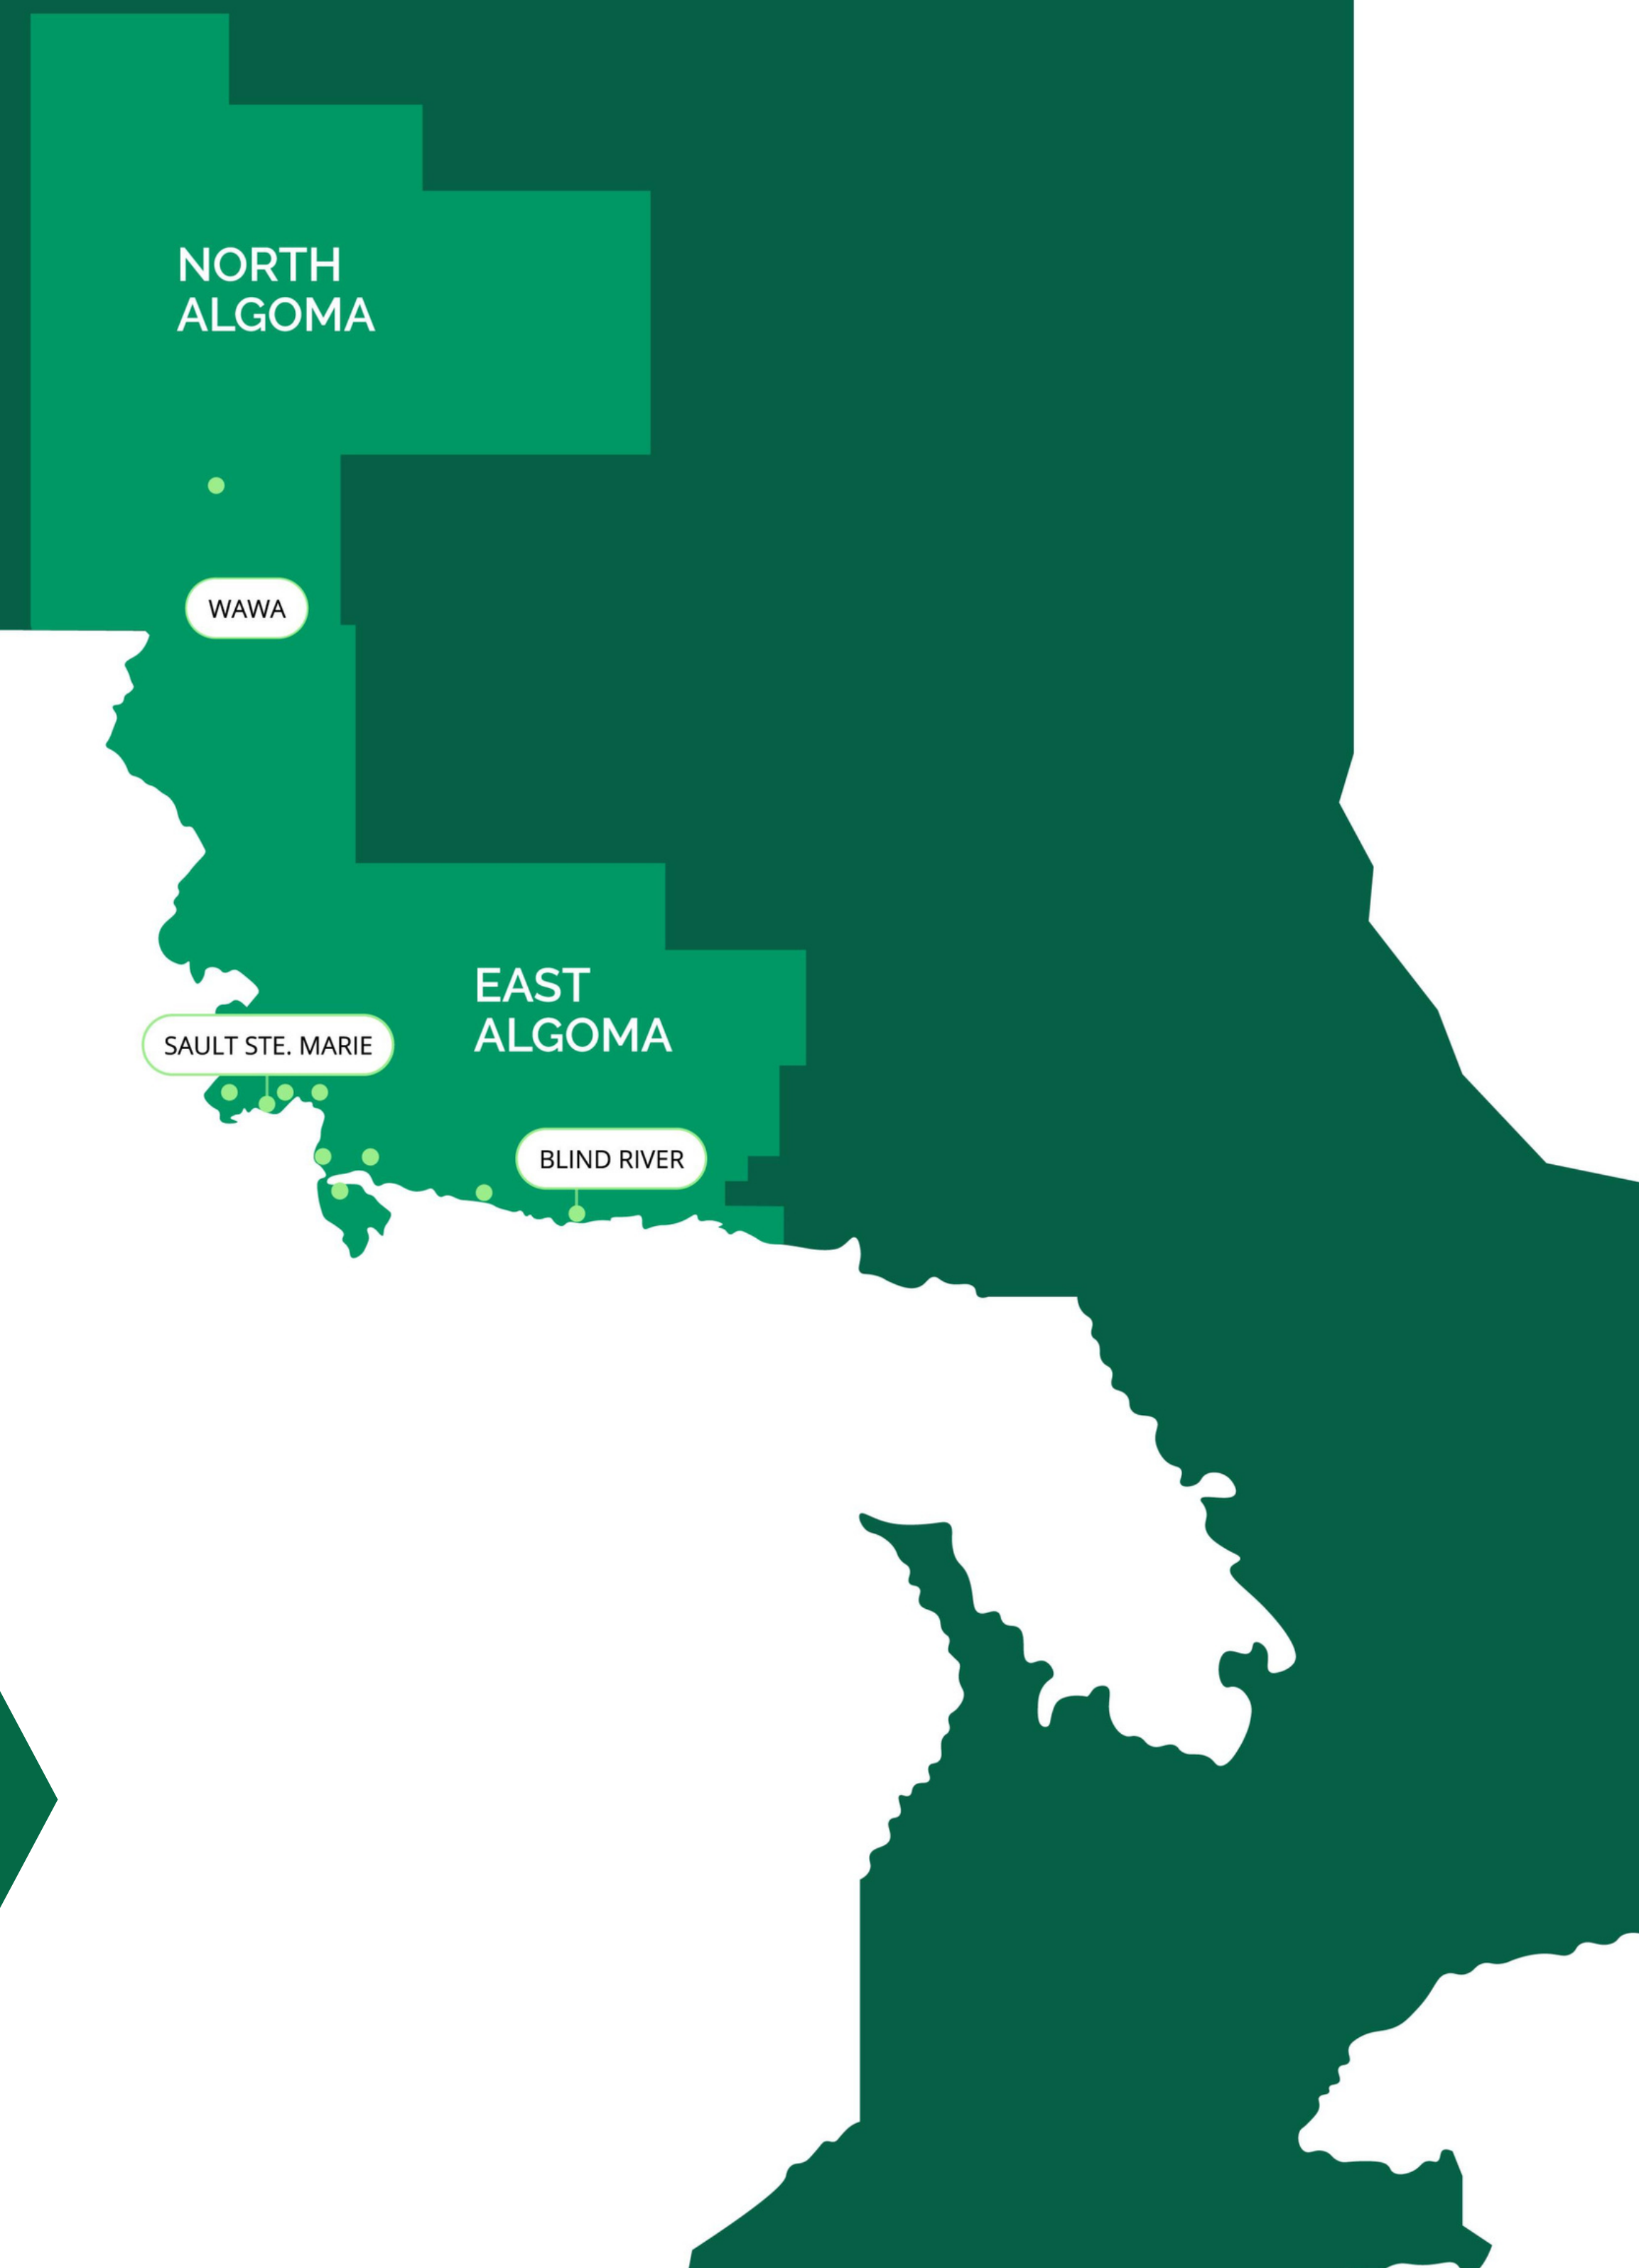 NORTH
ALGOMA
WAWA
EAST
ALGOMA
SAULT STE. MARIE
BLIND RIVER